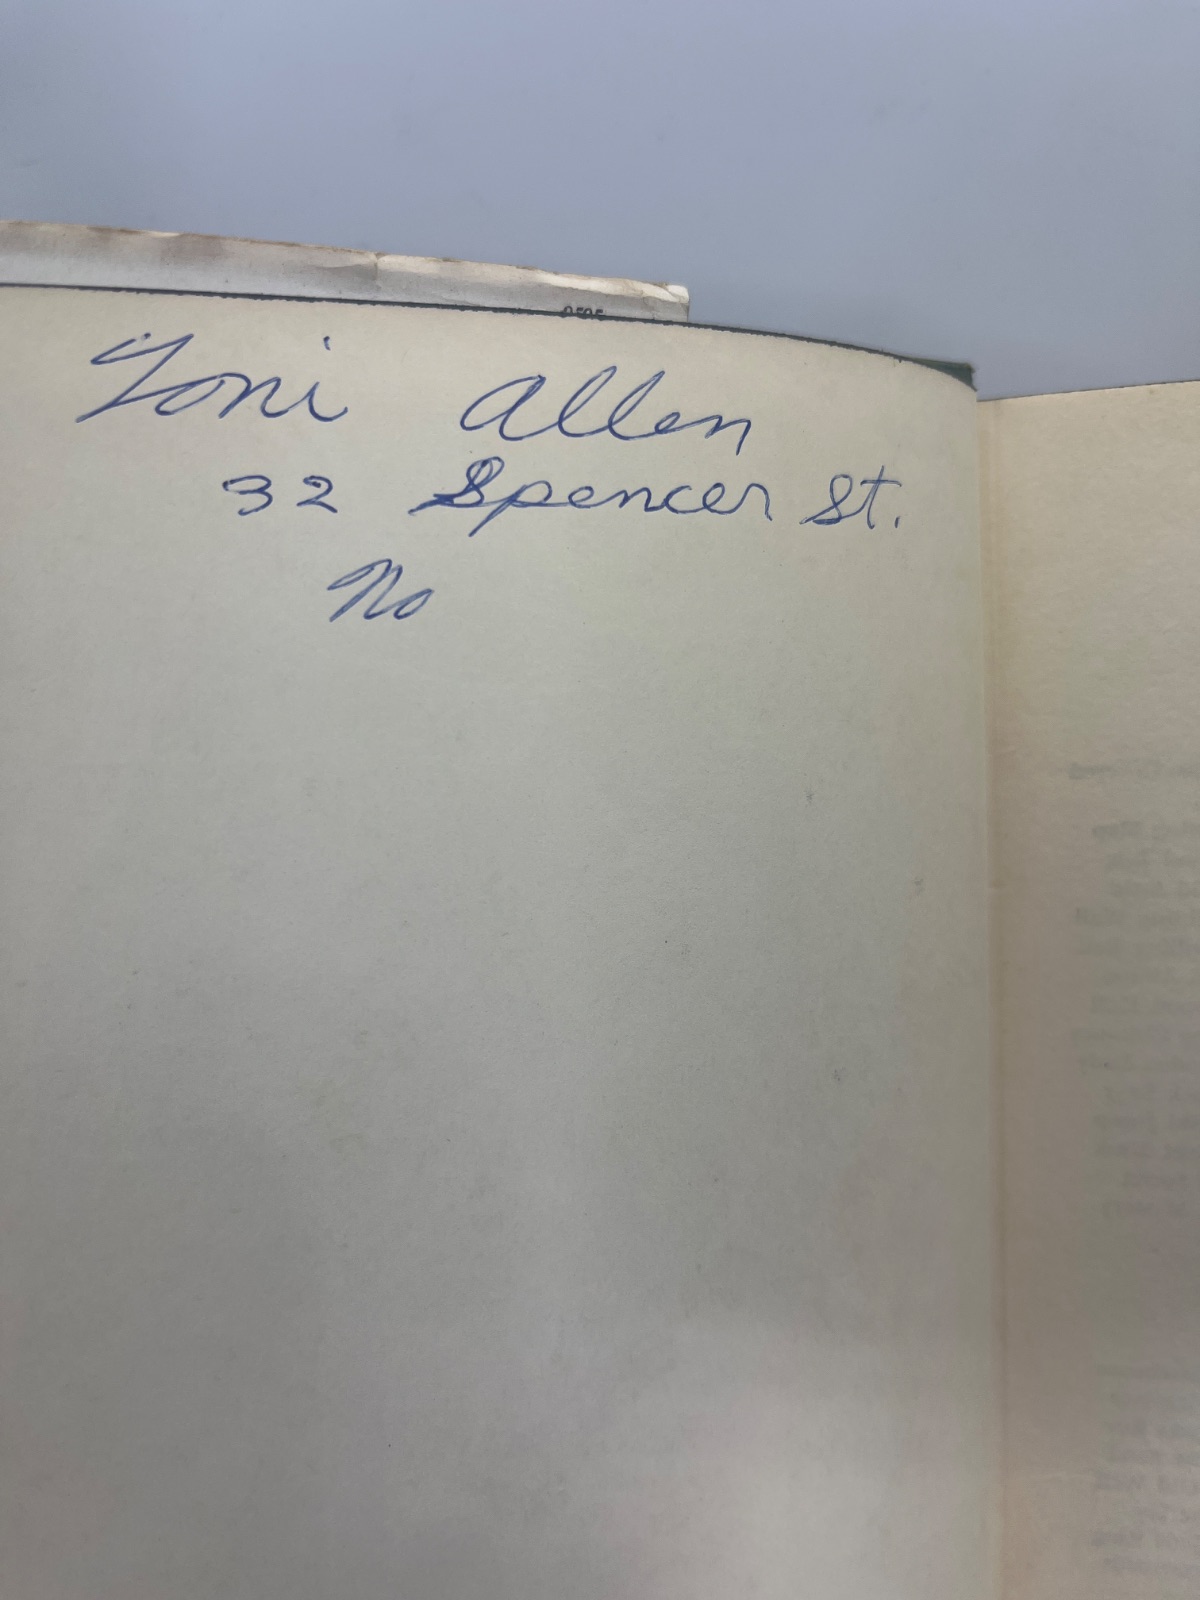 Toni Allen
32 Spencer St.
No